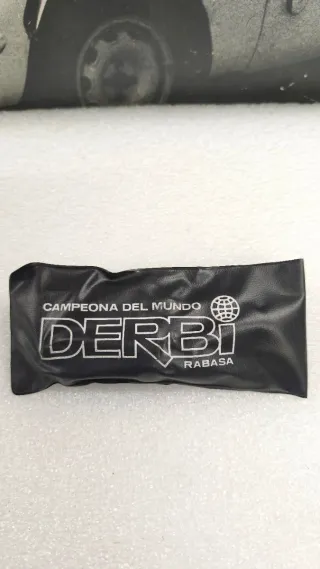 CAMPEONA DEL MUNDO
DERBi
RABASA